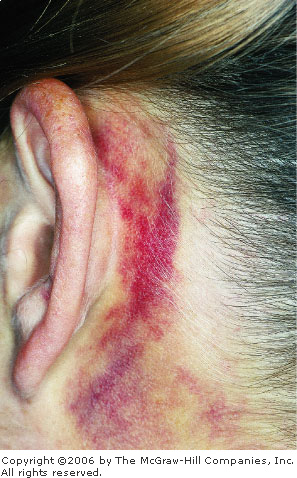 Copyright ©2006 by The McGraw-Hill Companies, Inc.
All rights reserved.